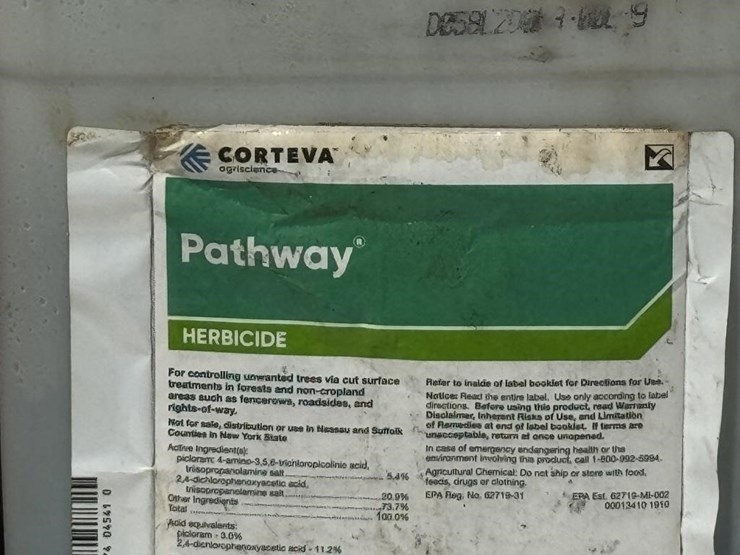 CORTEVA™
agriscience
Pathway®
HERBICIDE
For controlling unwanted trees via cut surface
treatments in forests and non-cropland
areas such as fencerows, roadsides, and
rights-of-way.
Not for sale, distribution or use in Nassau and Suffolk
Counties in New York State
Active Ingredient(s):
picloram: 4-amino-3,5,6-trichloropicolinic acid,
triisopropanolamine salt 5.4%
2,4-dichlorophenoxyacetic acid,
triisopropanolamine salt 20.9%
Other Ingredients 73.7%
Total 100.0%
Acid equivalents:
picloram - 3.0%
2,4-dichlorophenoxyacetic acid - 11.2%
Refer to inside of label booklet for Directions for Use.
Notice: Read the entire label. Use only according to label
directions. Before using this product, read Warranty
Disclaimer, Inherent Risks of Use, and Limitation
of Remedies at end of label booklet. If terms are
unacceptable, return at once unopened.
In case of emergency endangering health or the
environment involving this product, call 1-800-992-5994.
Agricultural Chemical: Do not ship or store with food,
feeds, drugs or clothing.
EPA Reg. No. 62719-31 EPA Est. 62719-MI-002
00013410 1910
04541 0